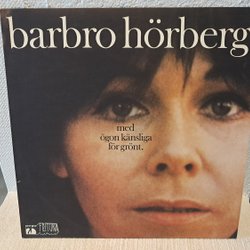 barbro hörberg
med
ögon känsliga
för grönt.